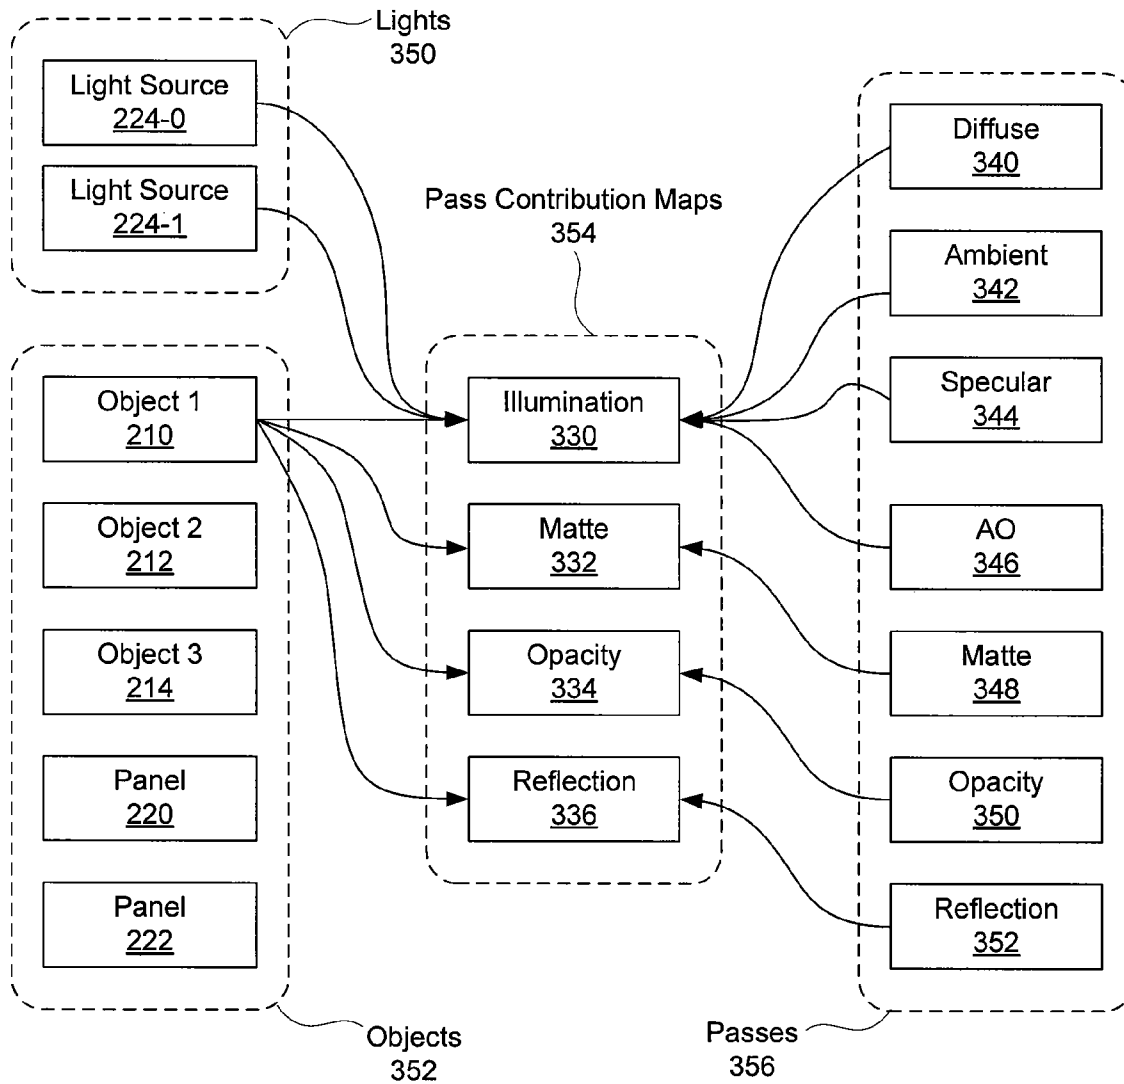 Lights
350
Light Source
224-0
Light Source
224-1
Object 1
210
Object 2
212
Object 3
214
Panel
220
Panel
222
Objects
352
Pass Contribution Maps
354
Illumination
330
Matte
332
Opacity
334
Reflection
336
Diffuse
340
Ambient
342
Specular
344
AO
346
Matte
348
Opacity
350
Reflection
352
Passes
356